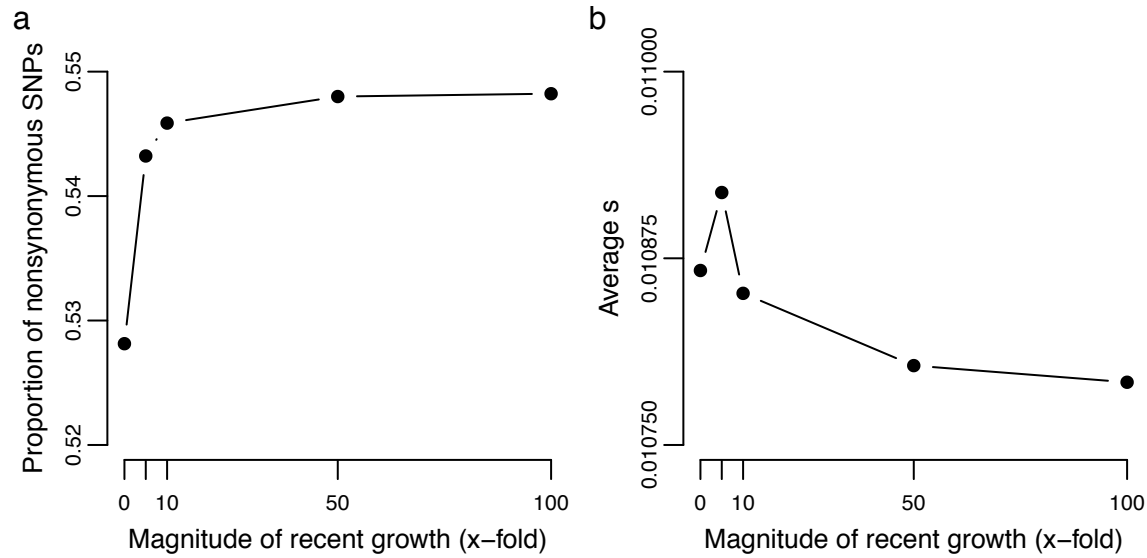 a
Proportion of nonsynonymous SNPs
0.55
0.54
0.53
0.52
0
10
50
100
Magnitude of recent growth (x−fold)
b
Average s
0.011000
0.010875
0.010750
0
10
50
100
Magnitude of recent growth (x−fold)